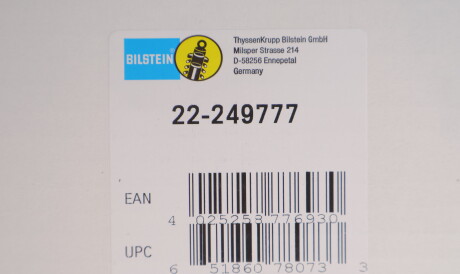 BILSTEIN
ThyssenKrupp Bilstein GmbH
Milsper Strasse 214
D-58256 Ennepetal
Germany
22-249777
EAN
4 025258 776930
UPC
6 51860 78073 3